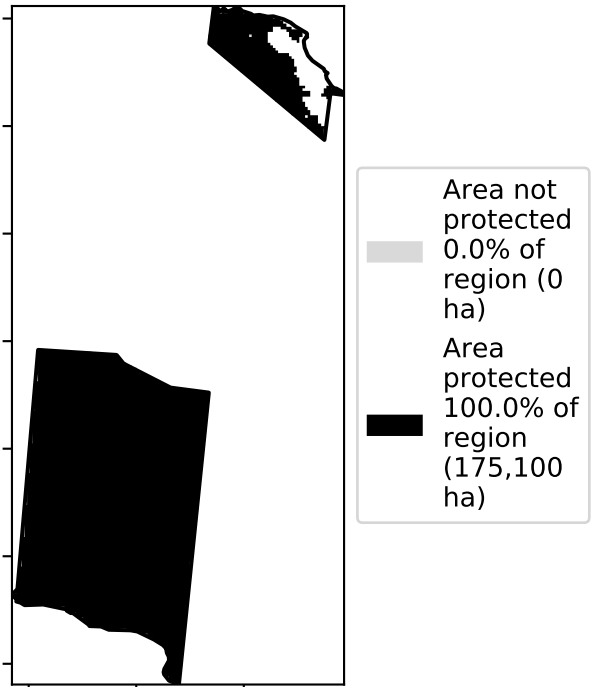 Area not
protected
0.0% of
region (0
ha)
Area
protected
100.0% of
region
(175,100
ha)